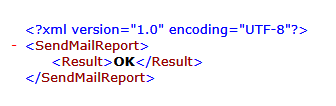 <?xml version="1.0" encoding="UTF-8"?>
- <SendMailReport>
<Result>OK</Result>
</SendMailReport>